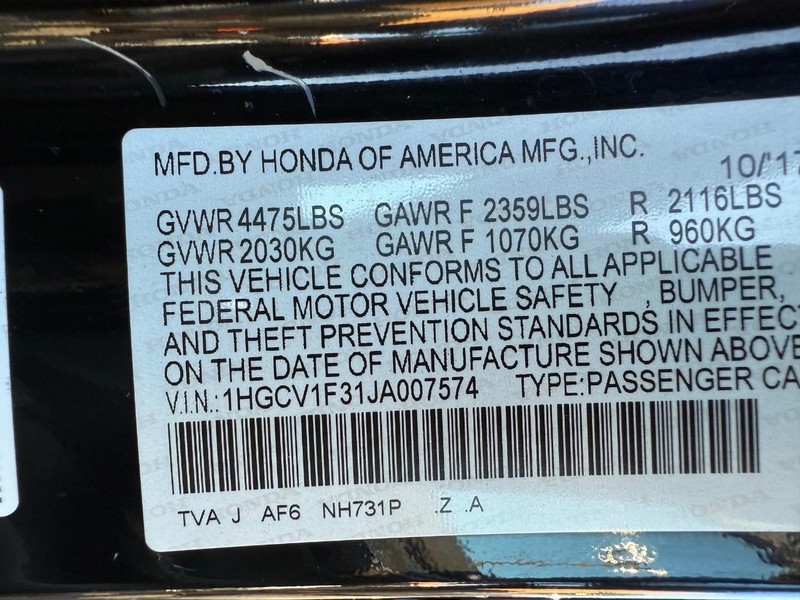 MFD.BY HONDA OF AMERICA MFG.,INC. 10/'17
GVWR 4475LBS GAWR F 2359LBS R 2116LBS
GVWR 2030KG GAWR F 1070KG R 960KG
THIS VEHICLE CONFORMS TO ALL APPLICABLE
FEDERAL MOTOR VEHICLE SAFETY , BUMPER,
AND THEFT PREVENTION STANDARDS IN EFFEC
ON THE DATE OF MANUFACTURE SHOWN ABOVE
V.I.N.:1HGCV1F31JA007574 TYPE:PASSENGER CA
TVA J AF6 NH731P .Z .A